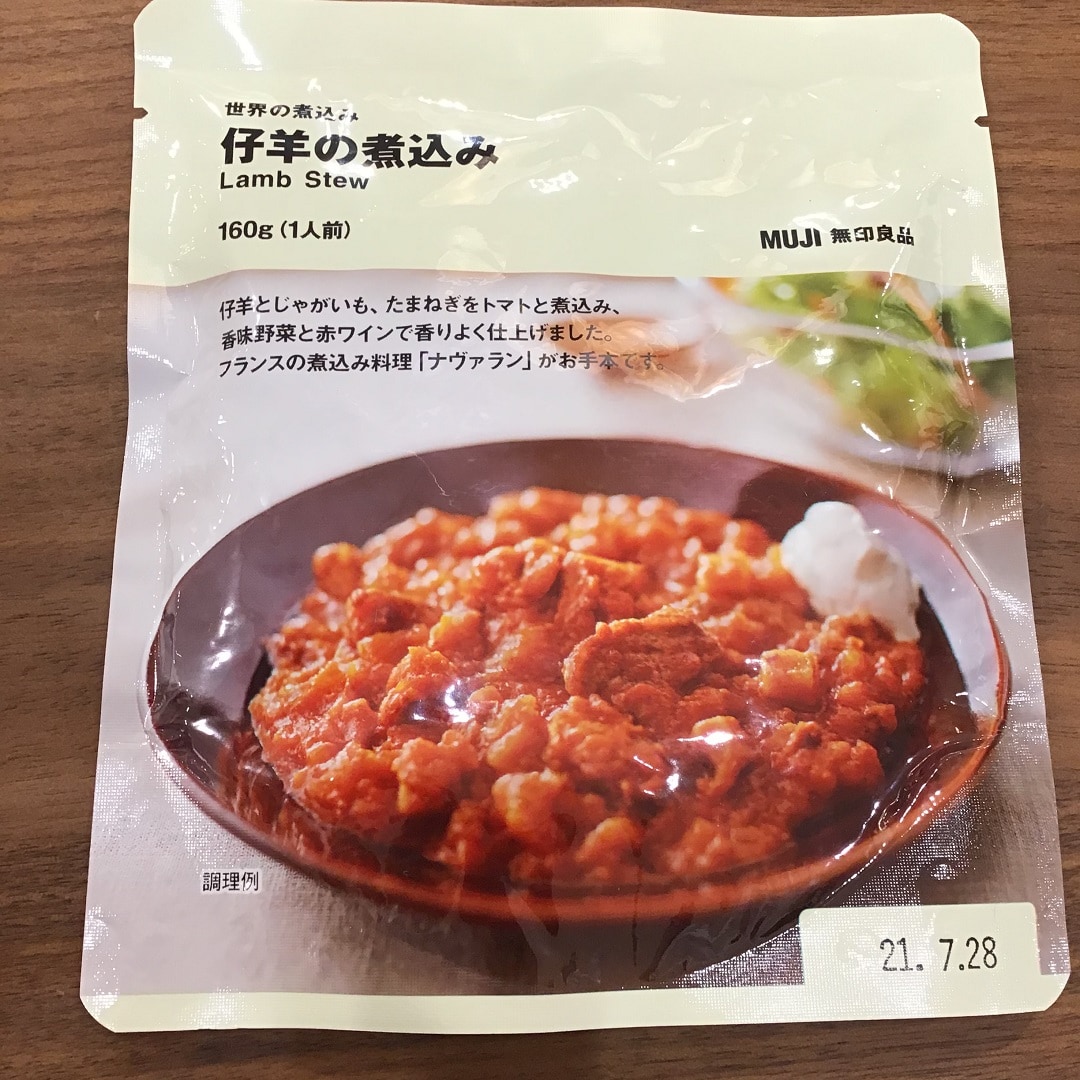 世界の煮込み
仔羊の煮込み
Lamb Stew
160g(1人前)
MUJI 無印良品
仔羊とじゃがいも、たまねぎをトマトと煮込み、
香味野菜と赤ワインで香りよく仕上げました。
フランスの煮込み料理「ナヴァラン」がお手本です。
調理例
21. 7.28